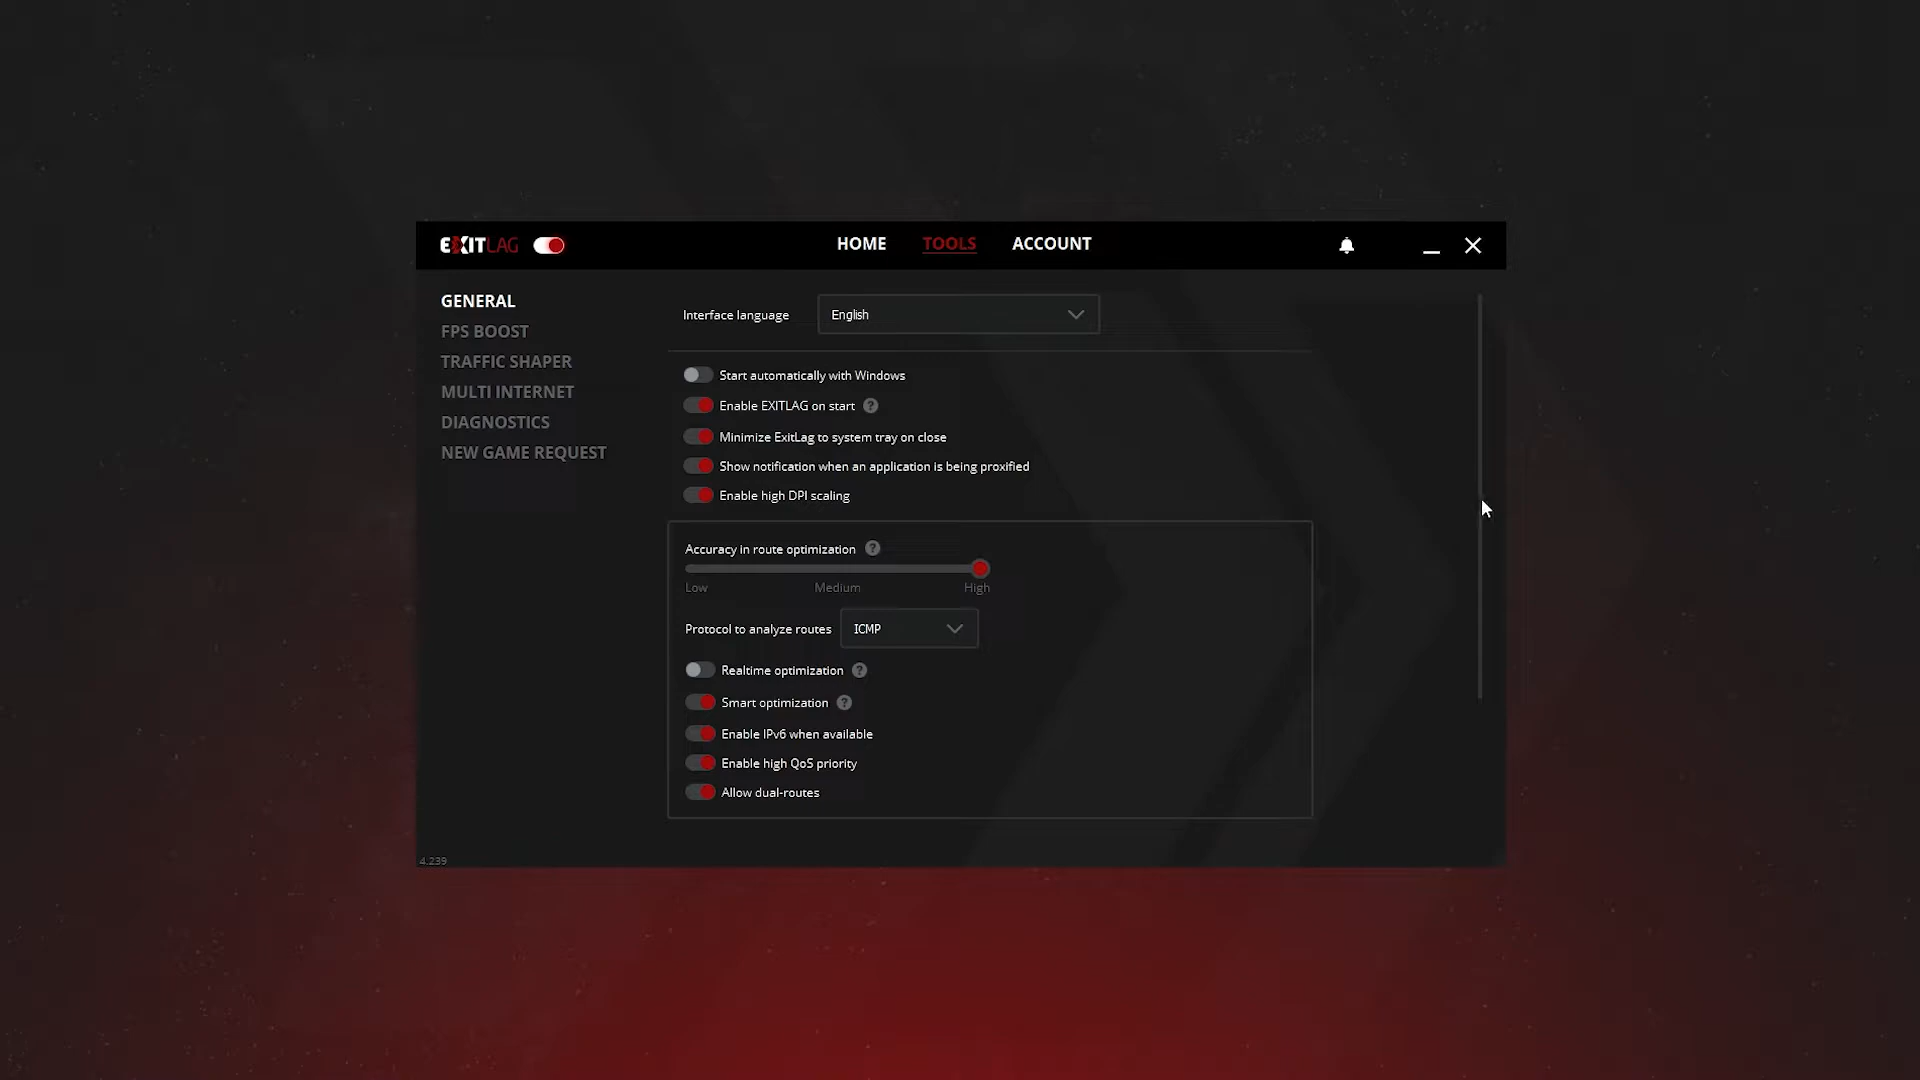 EXITLAG
HOME TOOLS ACCOUNT
GENERAL
FPS BOOST
TRAFFIC SHAPER
MULTI INTERNET
DIAGNOSTICS
NEW GAME REQUEST
Interface language English
Start automatically with Windows
Enable EXITLAG on start ?
Minimize ExitLag to system tray on close
Show notification when an application is being proxified
Enable high DPI scaling
Accuracy in route optimization ?
Low Medium High
Protocol to analyze routes ICMP
Realtime optimization ?
Smart optimization ?
Enable IPv6 when available
Enable high QoS priority
Allow dual-routes
4.239